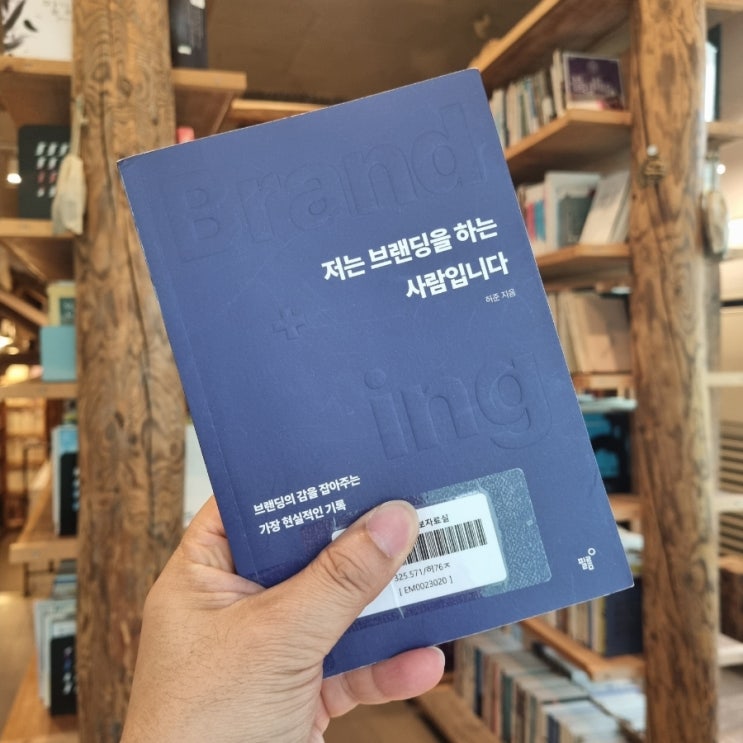 Brand
저는 브랜딩을 하는
사람입니다
허준 지음
+
ing
브랜딩의 감을 잡아주는
가장 현실적인 기록
325.571/허76ㅈ
[ EM0023020 ]
필름